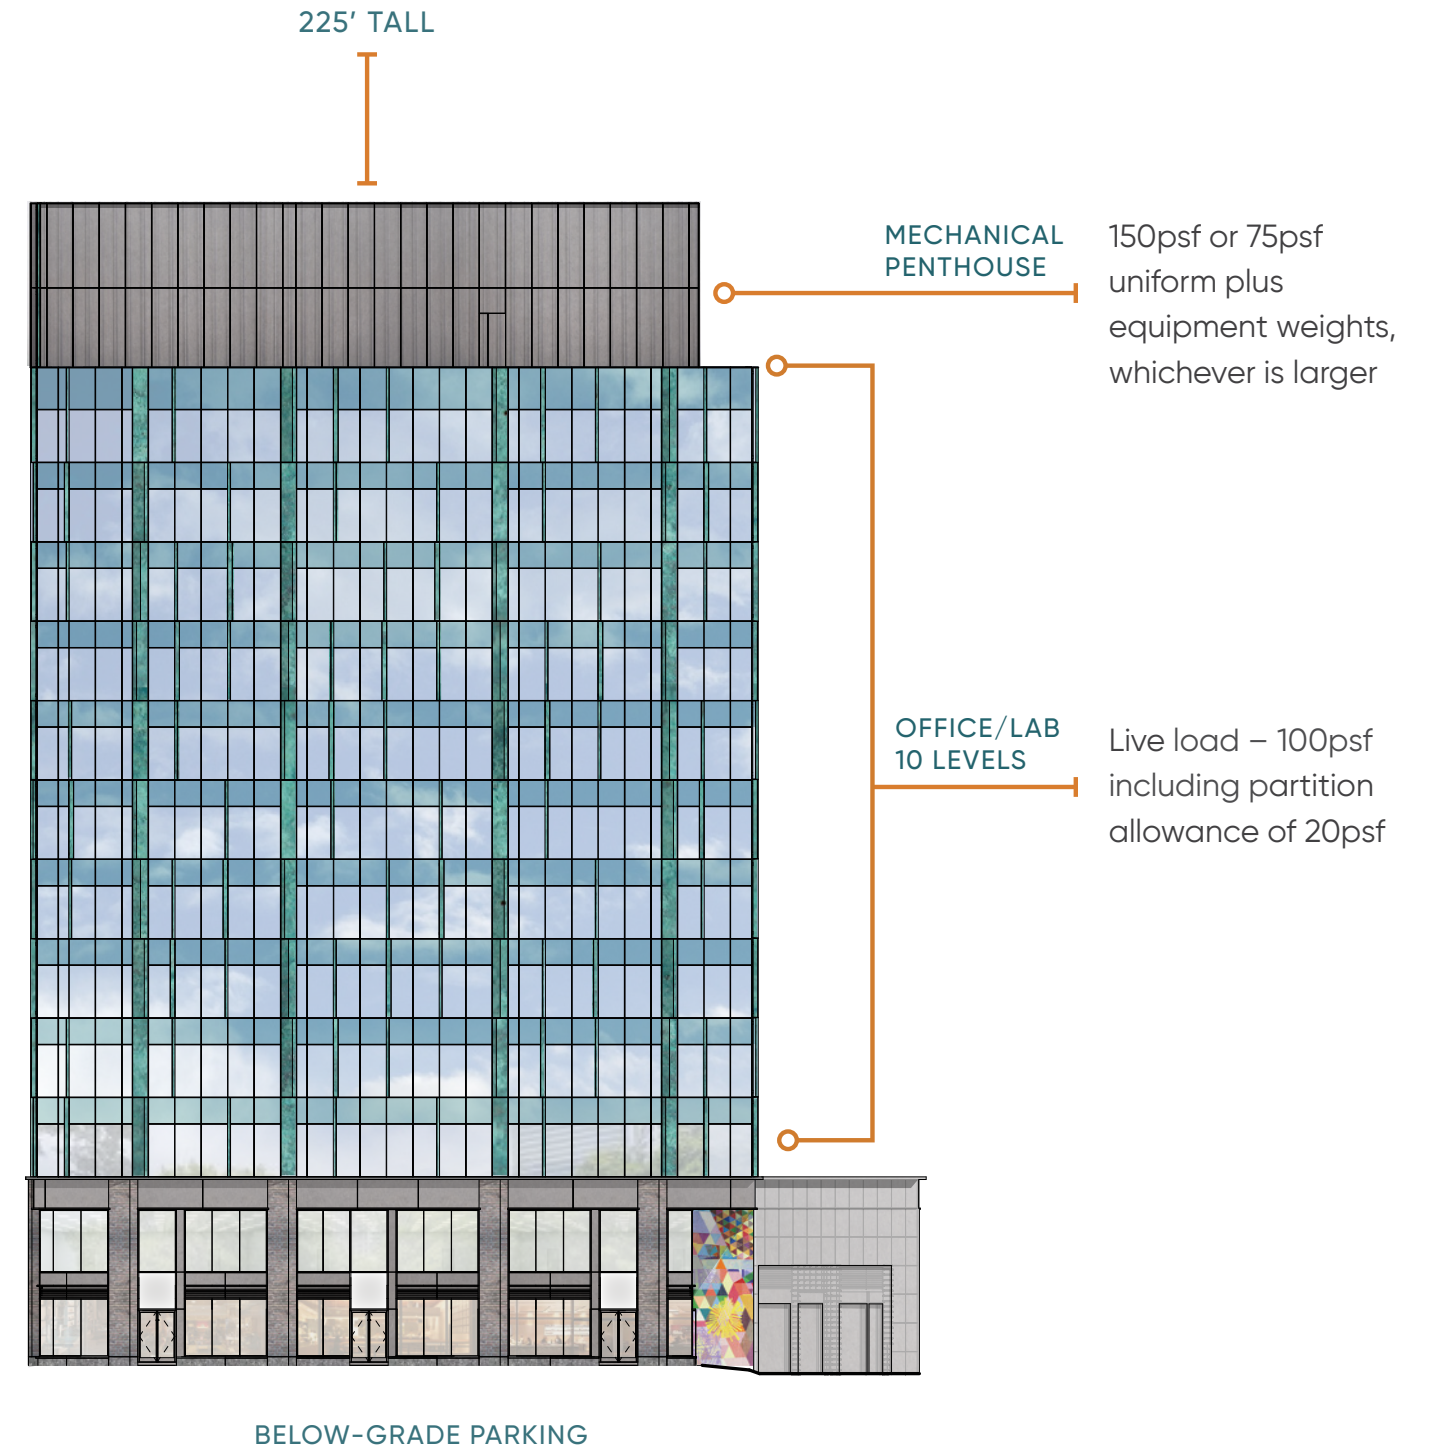 225′ TALL
MECHANICAL
PENTHOUSE
150psf or 75psf
uniform plus
equipment weights,
whichever is larger
OFFICE/LAB
10 LEVELS
Live load – 100psf
including partition
allowance of 20psf
BELOW-GRADE PARKING